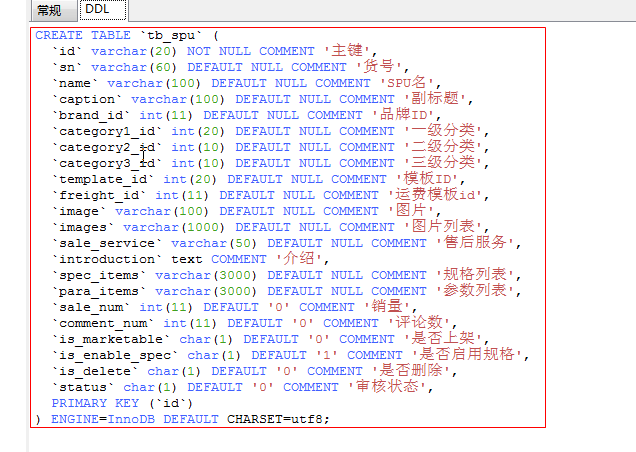 常规 DDL
CREATE TABLE `tb_spu` (
`id` varchar(20) NOT NULL COMMENT '主键',
`sn` varchar(60) DEFAULT NULL COMMENT '货号',
`name` varchar(100) DEFAULT NULL COMMENT 'SPU名',
`caption` varchar(100) DEFAULT NULL COMMENT '副标题',
`brand_id` int(11) DEFAULT NULL COMMENT '品牌ID',
`category1_id` int(20) DEFAULT NULL COMMENT '一级分类',
`category2_id` int(10) DEFAULT NULL COMMENT '二级分类',
`category3_id` int(10) DEFAULT NULL COMMENT '三级分类',
`template_id` int(20) DEFAULT NULL COMMENT '模板ID',
`freight_id` int(11) DEFAULT NULL COMMENT '运费模板id',
`image` varchar(100) DEFAULT NULL COMMENT '图片',
`images` varchar(1000) DEFAULT NULL COMMENT '图片列表',
`sale_service` varchar(50) DEFAULT NULL COMMENT '售后服务',
`introduction` text COMMENT '介绍',
`spec_items` varchar(3000) DEFAULT NULL COMMENT '规格列表',
`para_items` varchar(3000) DEFAULT NULL COMMENT '参数列表',
`sale_num` int(11) DEFAULT '0' COMMENT '销量',
`comment_num` int(11) DEFAULT '0' COMMENT '评论数',
`is_marketable` char(1) DEFAULT '0' COMMENT '是否上架',
`is_enable_spec` char(1) DEFAULT '1' COMMENT '是否启用规格',
`is_delete` char(1) DEFAULT '0' COMMENT '是否删除',
`status` char(1) DEFAULT '0' COMMENT '审核状态',
PRIMARY KEY (`id`)
) ENGINE=InnoDB DEFAULT CHARSET=utf8;